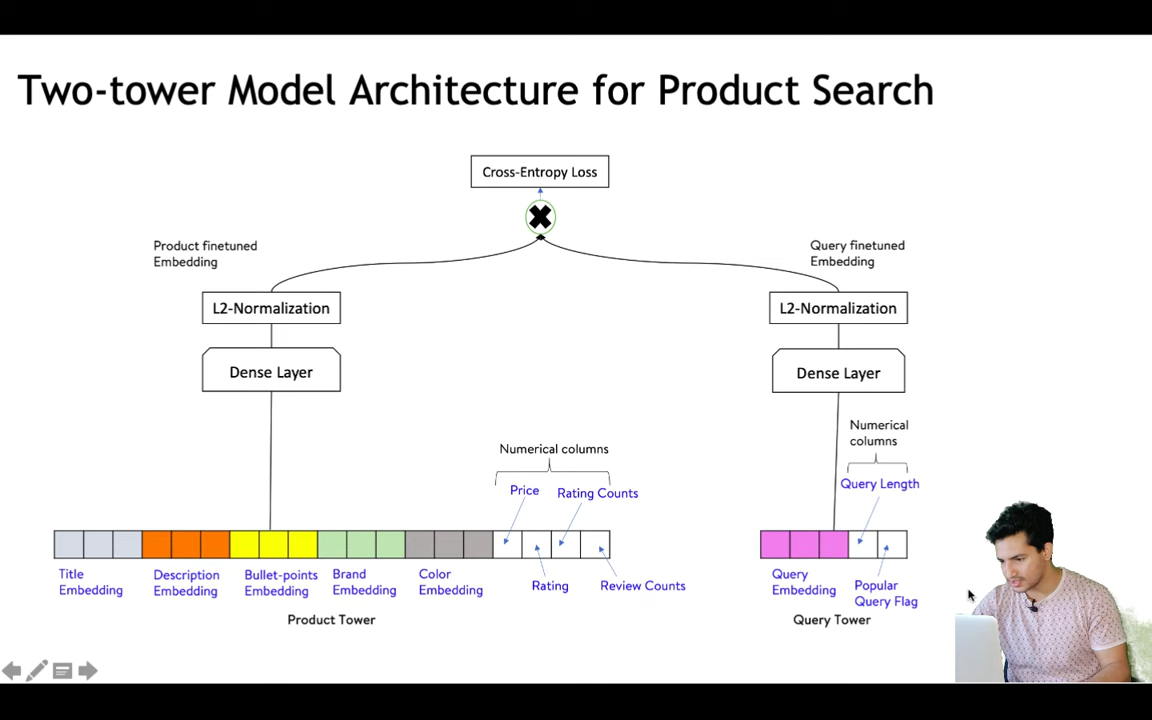 Two-tower Model Architecture for Product Search
Cross-Entropy Loss
Product finetuned
Embedding
Query finetuned
Embedding
L2-Normalization
L2-Normalization
Dense Layer
Dense Layer
Numerical
columns
Numerical columns
Query Length
Price
Rating Counts
Title
Embedding
Description
Embedding
Bullet-points
Embedding
Brand
Embedding
Color
Embedding
Rating
Review Counts
Query
Embedding
Popular
Query Flag
Product Tower
Query Tower